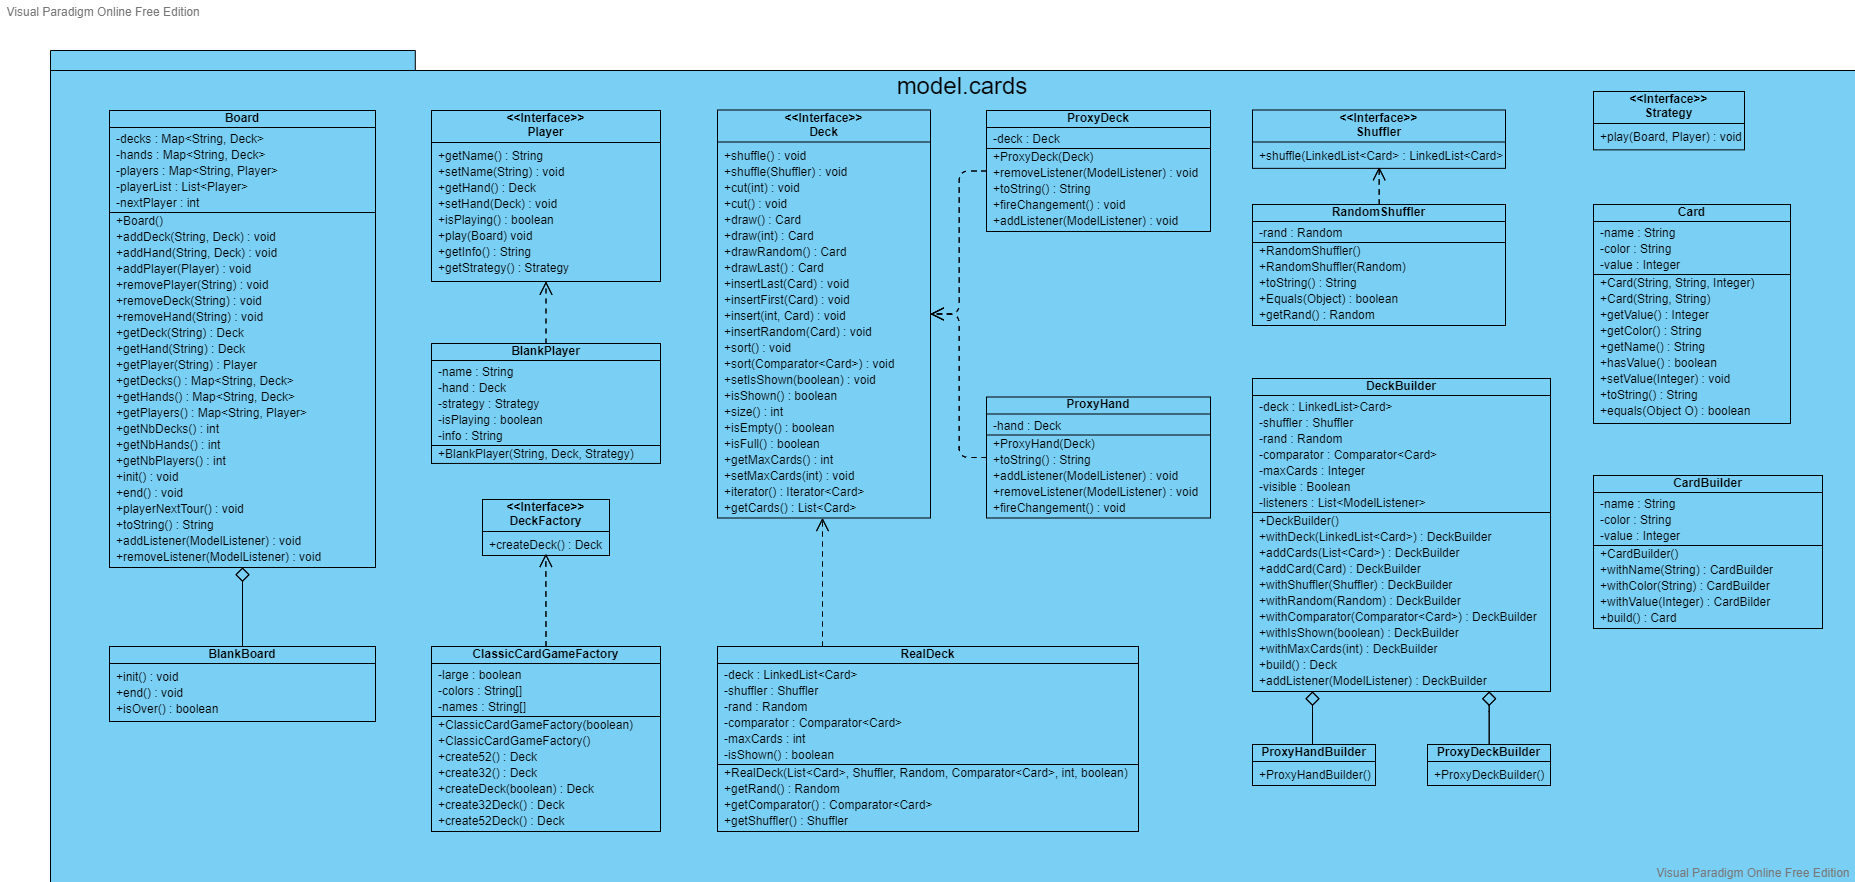 Visual Paradigm Online Free Edition
model.cards
Board
-decks : Map<String, Deck>
-hands : Map<String, Deck>
-players : Map<String, Player>
-playerList : List<Player>
-nextPlayer : int
+Board()
+addDeck(String, Deck) : void
+addHand(String, Deck) : void
+addPlayer(Player) : void
+removePlayer(String) : void
+removeDeck(String) : void
+removeHand(String) : void
+getDeck(String) : Deck
+getHand(String) : Deck
+getPlayer(String) : Player
+getDecks() : Map<String, Deck>
+getHands() : Map<String, Deck>
+getPlayers() : Map<String, Player>
+getNbDecks() : int
+getNbHands() : int
+getNbPlayers() : int
+init() : void
+end() : void
+playerNextTour() : void
+toString() : String
+addListener(ModelListener) : void
+removeListener(ModelListener) : void
BlankBoard
+init() : void
+end() : void
+isOver() : boolean
<<Interface>>
Player
+getName() : String
+setName(String) : void
+getHand() : Deck
+setHand(Deck) : void
+isPlaying() : boolean
+play(Board) void
+getInfo() : String
+getStrategy() : Strategy
BlankPlayer
-name : String
-hand : Deck
-strategy : Strategy
-isPlaying : boolean
-info : String
+BlankPlayer(String, Deck, Strategy)
<<Interface>>
DeckFactory
+createDeck() : Deck
ClassicCardGameFactory
-large : boolean
-colors : String[]
-names : String[]
+ClassicCardGameFactory(boolean)
+ClassicCardGameFactory()
+create52() : Deck
+create32() : Deck
+createDeck(boolean) : Deck
+create32Deck() : Deck
+create52Deck() : Deck
<<Interface>>
Deck
+shuffle() : void
+shuffle(Shuffler) : void
+cut(int) : void
+cut() : void
+draw() : Card
+draw(int) : Card
+drawRandom() : Card
+drawLast() : Card
+insertLast(Card) : void
+insertFirst(Card) : void
+insert(int, Card) : void
+insertRandom(Card) : void
+sort() : void
+sort(Comparator<Card>) : void
+setIsShown(boolean) : void
+isShown() : boolean
+size() : int
+isEmpty() : boolean
+isFull() : boolean
+getMaxCards() : int
+setMaxCards(int) : void
+iterator() : Iterator<Card>
+getCards() : List<Card>
RealDeck
-deck : LinkedList<Card>
-shuffler : Shuffler
-rand : Random
-comparator : Comparator<Card>
-maxCards : int
-isShown() : boolean
+RealDeck(List<Card>, Shuffler, Random, Comparator<Card>, int, boolean)
+getRand() : Random
+getComparator() : Comparator<Card>
+getShuffler() : Shuffler
ProxyDeck
-deck : Deck
+ProxyDeck(Deck)
+removeListener(ModelListener) : void
+toString() : String
+fireChangement() : void
+addListener(ModelListener) : void
ProxyHand
-hand : Deck
+ProxyHand(Deck)
+toString() : String
+addListener(ModelListener) : void
+removeListener(ModelListener) : void
+fireChangement() : void
<<Interface>>
Shuffler
+shuffle(LinkedList<Card> : LinkedList<Card>
RandomShuffler
-rand : Random
+RandomShuffler()
+RandomShuffler(Random)
+toString() : String
+Equals(Object) : boolean
+getRand() : Random
DeckBuilder
-deck : LinkedList>Card>
-shuffler : Shuffler
-rand : Random
-comparator : Comparator<Card>
-maxCards : Integer
-visible : Boolean
-listeners : List<ModelListener>
+DeckBuilder()
+withDeck(LinkedList<Card>) : DeckBuilder
+addCards(List<Card>) : DeckBuilder
+addCard(Card) : DeckBuilder
+withShuffler(Shuffler) : DeckBuilder
+withRandom(Random) : DeckBuilder
+withComparator(Comparator<Card>) : DeckBuilder
+withIsShown(boolean) : DeckBuilder
+withMaxCards(int) : DeckBuilder
+build() : Deck
+addListener(ModelListener) : DeckBuilder
ProxyHandBuilder
+ProxyHandBuilder()
ProxyDeckBuilder
+ProxyDeckBuilder()
<<Interface>>
Strategy
+play(Board, Player) : void
Card
-name : String
-color : String
-value : Integer
+Card(String, String, Integer)
+Card(String, String)
+getValue() : Integer
+getColor() : String
+getName() : String
+hasValue() : boolean
+setValue(Integer) : void
+toString() : String
+equals(Object O) : boolean
CardBuilder
-name : String
-color : String
-value : Integer
+CardBuilder()
+withName(String) : CardBuilder
+withColor(String) : CardBuilder
+withValue(Integer) : CardBilder
+build() : Card
Visual Paradigm Online Free Edition